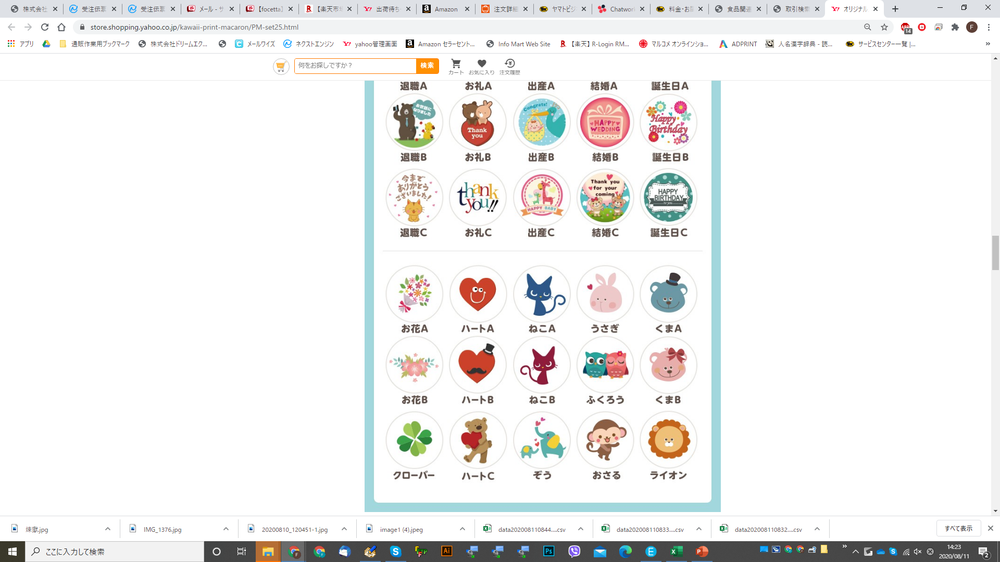 株式会社
受注伝票
受注伝票
メール - サ
【focetta】
【楽天市場
出荷待ち
Amazon
注文詳細
ヤマトビジ
Chatwork
料金・お届
食品関連
取引検索
オリジナル
store.shopping.yahoo.co.jp/kawaii-print-macaron/PM-set25.html
14
F
アプリ
通販作業用ブックマーク
株式会社ドリームエク...
メールワイズ
ネクストエンジン
yahoo管理画面
Amazon セラーセント...
Info Mart Web Site
【楽天】R-Login RM...
マルコメ オンラインショ...
ADPRINT
人名漢字辞典 - 読...
サービスセンター一覧 |...
何をお探しですか？
検索
カート
お気に入り
注文履歴
退職A お礼A 出産A 結婚A 誕生日A
お世話に
なりました
Thank
you
Congrats!
HAPPY
WEDDING
Happy
Birthday
退職B お礼B 出産B 結婚B 誕生日B
今まで
ありがとう
ございました!
thank
you!!
HAPPY BABY
Thank you
for your
coming
HAPPY
BIRTHDAY
to you
退職C お礼C 出産C 結婚C 誕生日C
お花A ハートA ねこA うさぎ くまA
お花B ハートB ねこB ふくろう くまB
クローバー ハートC ぞう おさる ライオン
煉獄.jpg
IMG_1376.jpg
20200810_120451-1.jpg
image1 (4).jpeg
data202008110844....csv
data202008110833....csv
data202008110832....csv
すべて表示
ここに入力して検索
14:23
2020/08/11
2